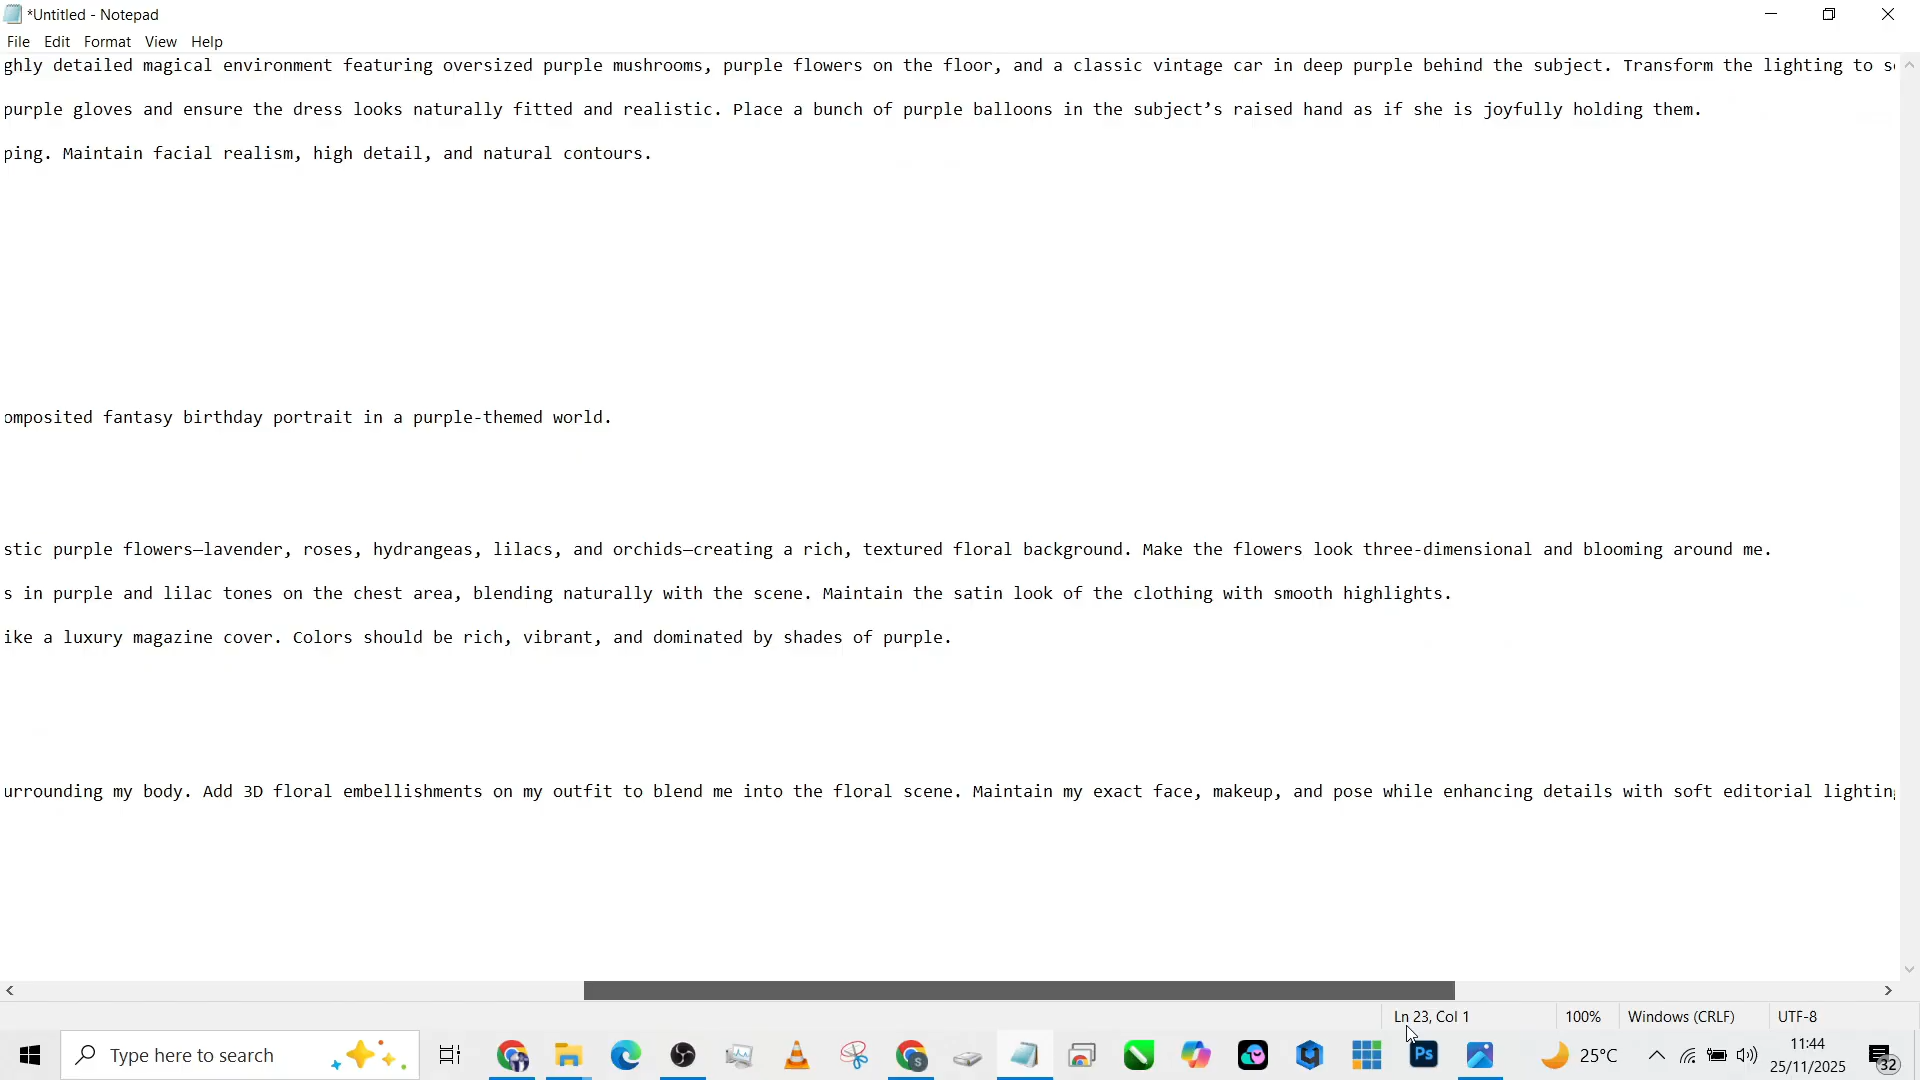 *Untitled - Notepad
File Edit Format View Help
ghly detailed magical environment featuring oversized purple mushrooms, purple flowers on the floor, and a classic vintage car in deep purple behind the subject. Transform the lighting to s
purple gloves and ensure the dress looks naturally fitted and realistic. Place a bunch of purple balloons in the subject’s raised hand as if she is joyfully holding them.
ping. Maintain facial realism, high detail, and natural contours.
omposited fantasy birthday portrait in a purple-themed world.
stic purple flowers—lavender, roses, hydrangeas, lilacs, and orchids—creating a rich, textured floral background. Make the flowers look three-dimensional and blooming around me.
s in purple and lilac tones on the chest area, blending naturally with the scene. Maintain the satin look of the clothing with smooth highlights.
ike a luxury magazine cover. Colors should be rich, vibrant, and dominated by shades of purple.
urrounding my body. Add 3D floral embellishments on my outfit to blend me into the floral scene. Maintain my exact face, makeup, and pose while enhancing details with soft editorial lighting
Ln 23, Col 1 100% Windows (CRLF) UTF-8
Type here to search
S
Ps
25°C
11:44
25/11/2025
32